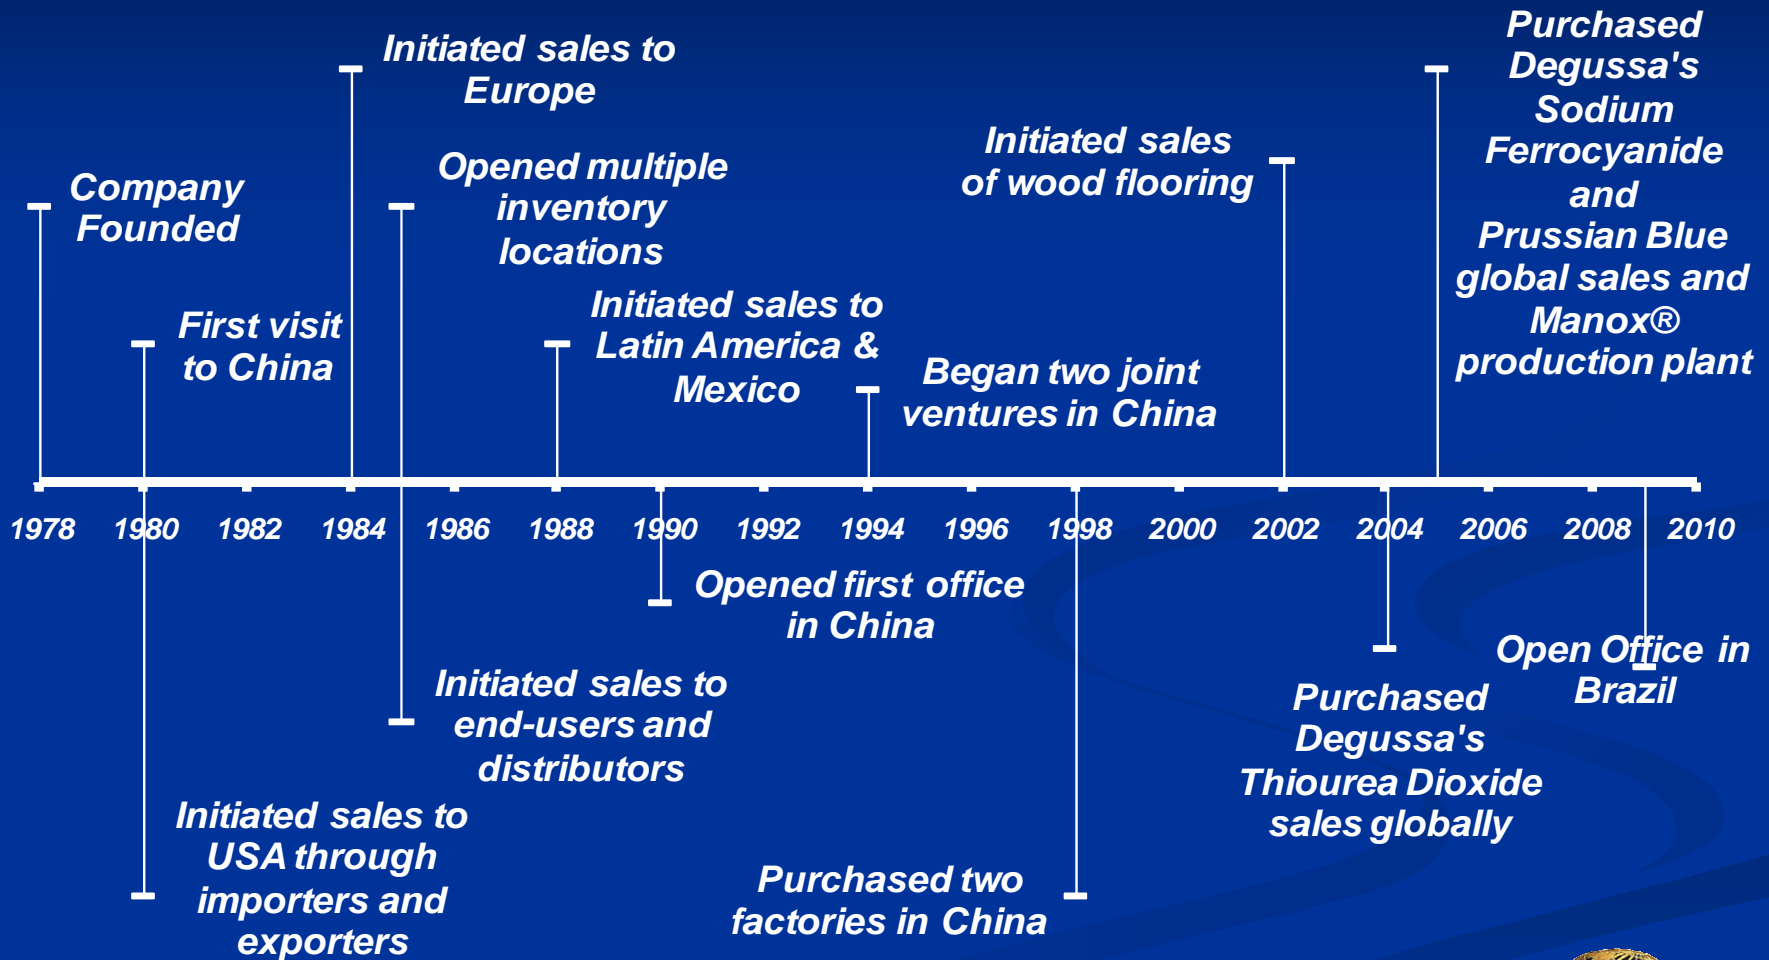 Company
Founded
First visit
to China
Initiated sales to
Europe
Opened multiple
inventory
locations
Initiated sales to
Latin America &
Mexico
Began two joint
ventures in China
Initiated sales
of wood flooring
Purchased
Degussa's
Sodium
Ferrocyanide
and
Prussian Blue
global sales and
Manox®
production plant
1978 1980 1982 1984 1986 1988 1990 1992 1994 1996 1998 2000 2002 2004 2006 2008 2010
Initiated sales to
USA through
importers and
exporters
Initiated sales to
end-users and
distributors
Opened first office
in China
Purchased two
factories in China
Purchased
Degussa's
Thiourea Dioxide
sales globally
Open Office in
Brazil